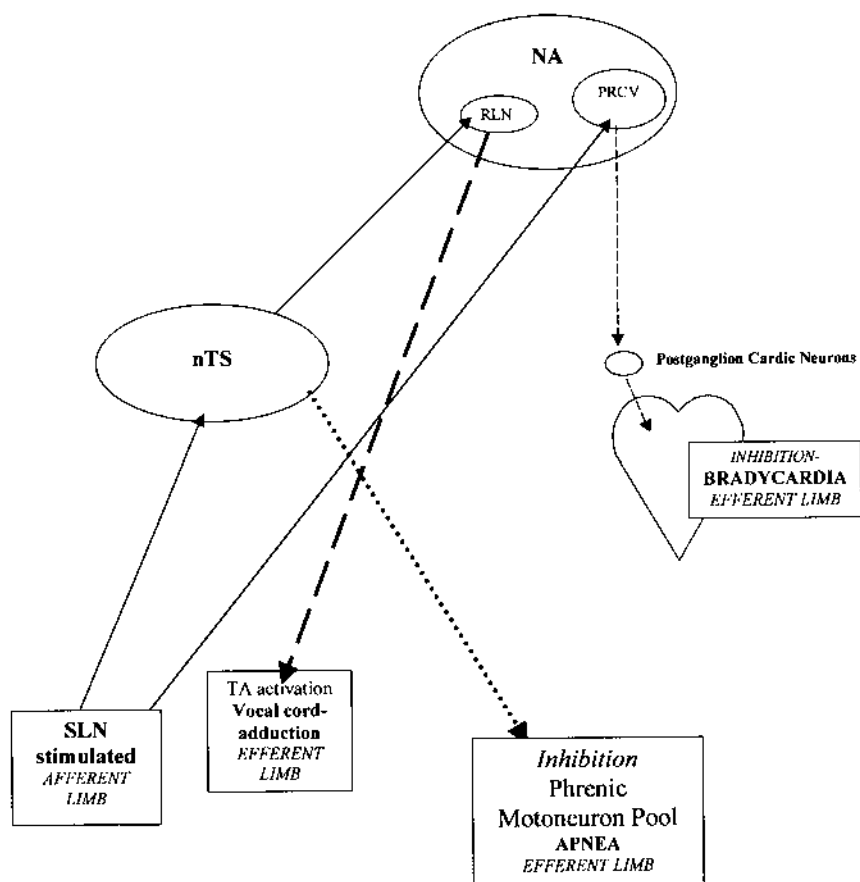 NA
RLN
PRCV
nTS
Postganglion Cardic Neurons
INHIBITION-
BRADYCARDIA
EFFERENT LIMB
SLN
stimulated
AFFERENT
LIMB
TA activation
Vocal cord-
adduction
EFFERENT
LIMB
Inhibition
Phrenic
Motoneuron Pool
APNEA
EFFERENT LIMB